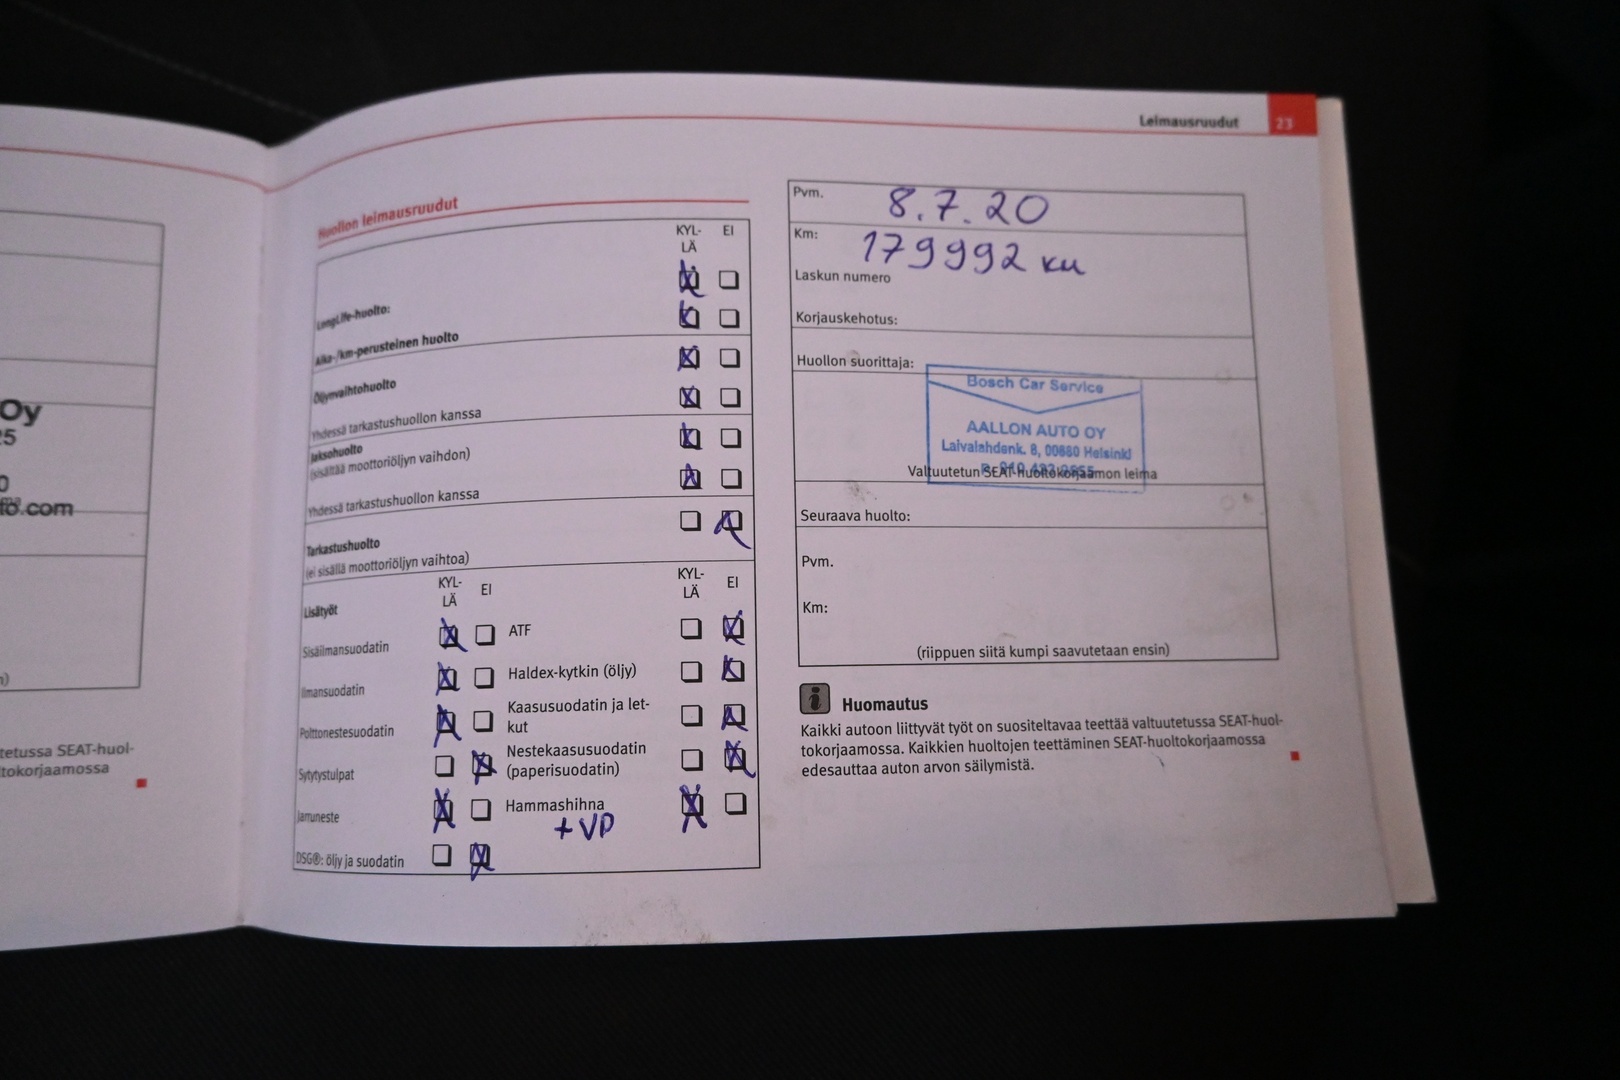 Oy
25
0
to.com
n)
tetussa SEAT-huol-
tokorjaamossa
Leimausruudut 23
Huollon leimausruudut
KYL-
LÄ EI
LongLife-huolto:
Aika-/km-perusteinen huolto
Öljynvaihtohuolto
Yhdessä tarkastushuollon kanssa
Jaksohuolto
(sisältää moottoriöljyn vaihdon)
Yhdessä tarkastushuollon kanssa
Tarkastushuolto
(ei sisällä moottoriöljyn vaihtoa)
Lisätyöt
KYL-
LÄ EI
KYL-
LÄ EI
Sisäilmansuodatin
ATF
Ilmansuodatin
Haldex-kytkin (öljy)
Polttonestesuodatin
Kaasusuodatin ja let-
kut
Sytytystulpat
Nestekaasusuodatin
(paperisuodatin)
Jarruneste
Hammashihna
+ VP
DSG®: öljy ja suodatin
Pvm. 8.7.20
Km: 179992 km
Laskun numero
Korjauskehotus:
Huollon suorittaja:
Bosch Car Service
AALLON AUTO OY
Laivalahdenk. 8, 00880 Helsinki
Valtuutetun SEAT-huoltokorjaamon leima
Seuraava huolto:
Pvm.
Km:
(riippuen siitä kumpi saavutetaan ensin)
Huomautus
Kaikki autoon liittyvät työt on suositeltavaa teettää valtuutetussa SEAT-huol-
tokorjaamossa. Kaikkien huoltojen teettäminen SEAT-huoltokorjaamossa
edesauttaa auton arvon säilymistä.